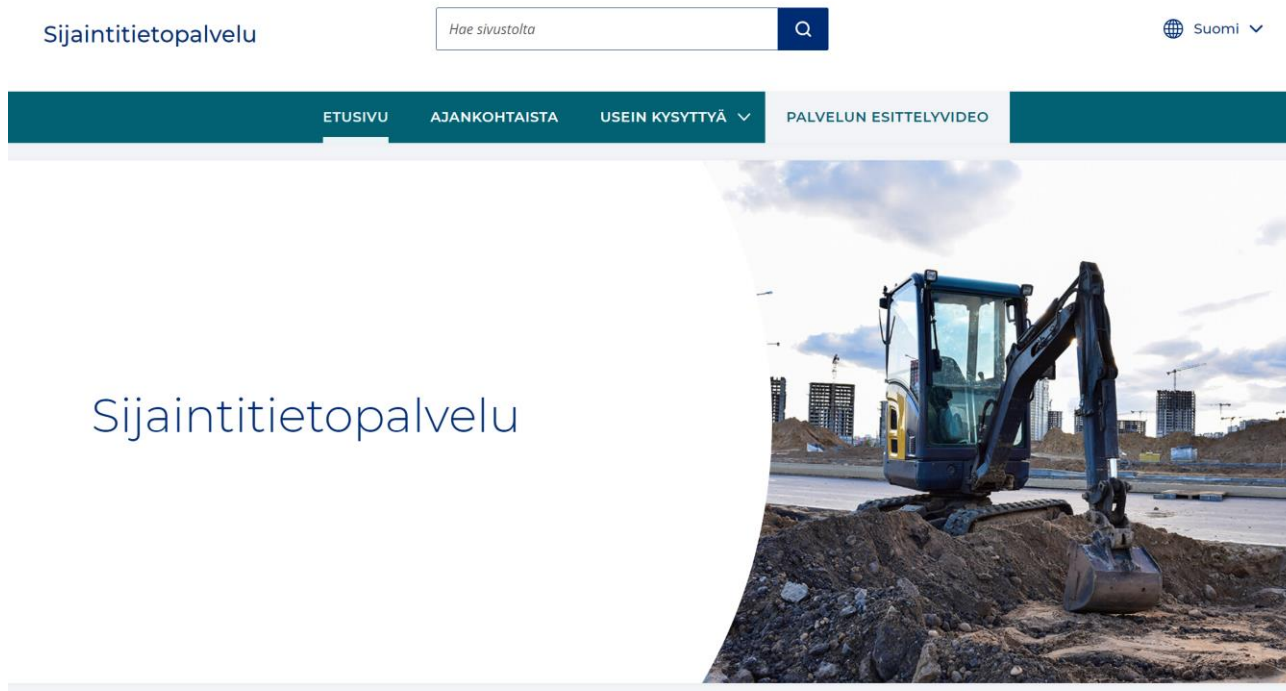 Sijaintitietopalvelu
Hae sivustolta
Suomi
ETUSIVU AJANKOHTAISTA USEIN KYSYTTYÄ PALVELUN ESITTELYVIDEO
Sijaintitietopalvelu